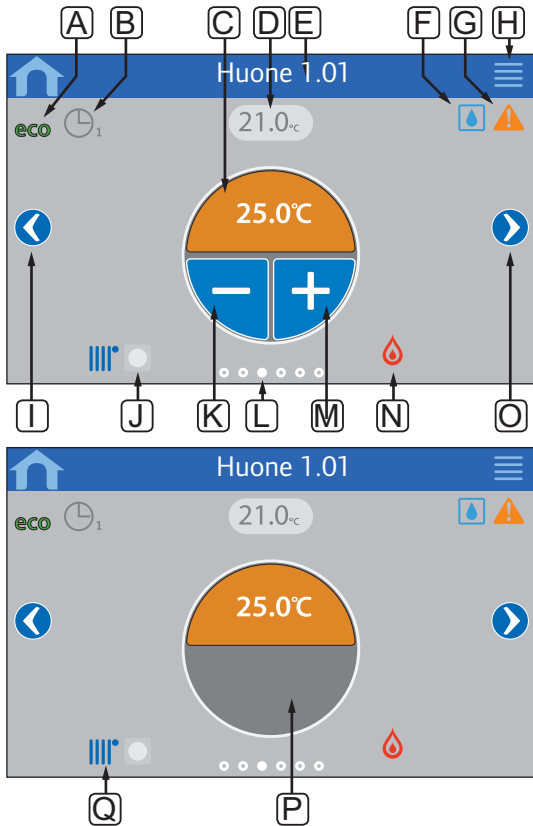 A B C D E F G H
Huone 1.01
eco 1 21.0°C
25.0°C
− +
I J K L M N O
Huone 1.01
eco 1 21.0°C
25.0°C
Q P